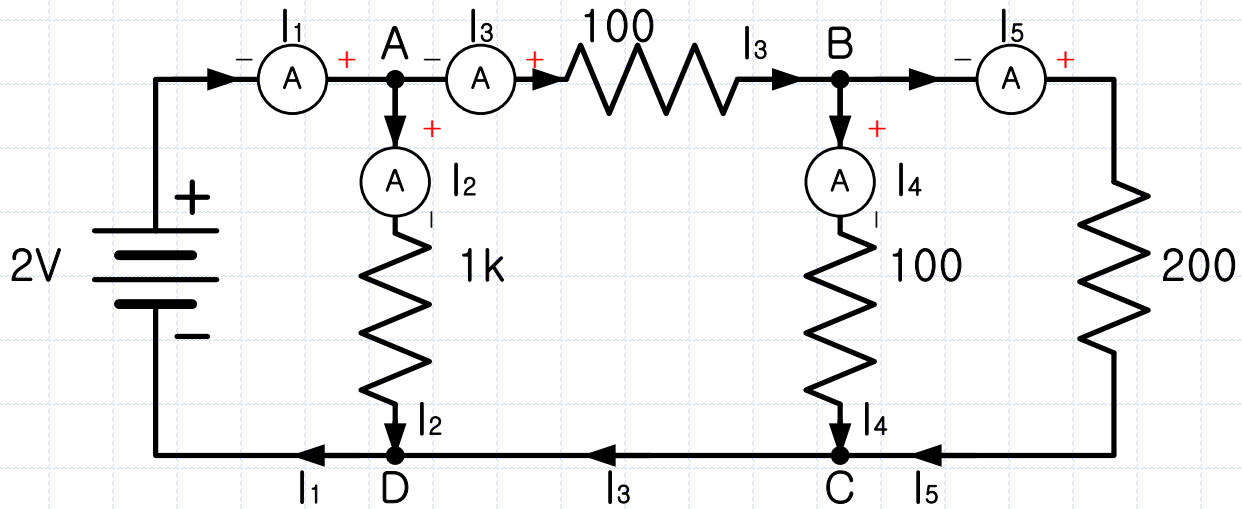 I1 A I3 100 I3 B I5
− + − + − +
A A A
+ +
A I2 A I4
− −
+
2V 1k 100 200
−
I2 I4
I1 D I3 C I5